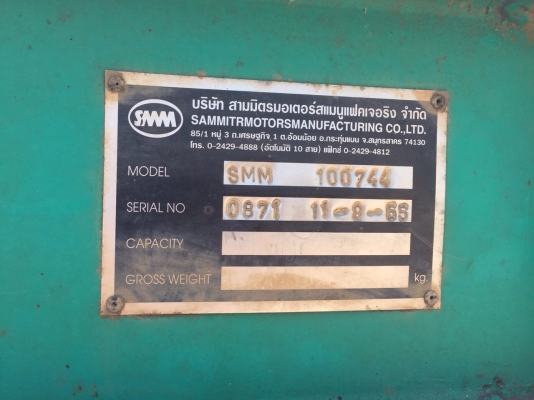 SMM
บริษัท สามมิตรมอเตอร์สแมนูแฟคเจอริง จำกัด
SAMMITRMOTORSMANUFACTURING CO.,LTD.
85/1 หมู่ 3 ถ.เศรษฐกิจ 1 ต.อ้อมน้อย อ.กระทุ่มแบน จ.สมุทรสาคร 74130
โทร. 0-2429-4888 (อัตโนมัติ 10 สาย) แฟ็กซ์ 0-2429-4812
MODEL SMM 100744
SERIAL NO 0871 11-9-55
CAPACITY
GROSS WEIGHT kg.